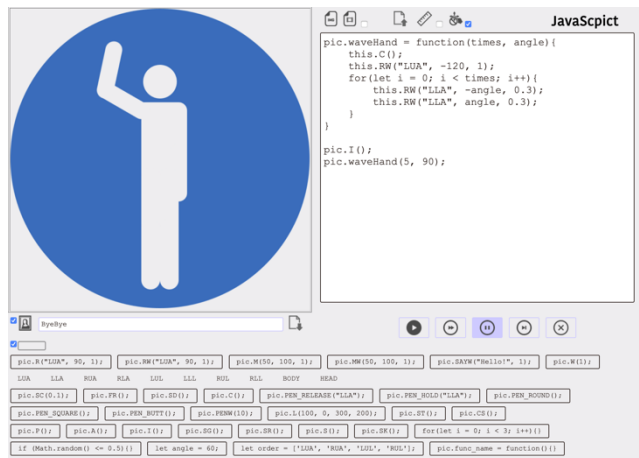 JavaScpict
pic.waveHand = function(times, angle){
this.C();
this.RW("LUA", -120, 1);
for(let i = 0; i < times; i++){
this.RW("LLA", -angle, 0.3);
this.RW("LLA", angle, 0.3);
}
}
pic.I();
pic.waveHand(5, 90);
ByeBye
pic.R("LUA", 90, 1); pic.RW("LUA", 90, 1); pic.M(50, 100, 1); pic.MW(50, 100, 1); pic.SAYW("Hello!", 1); pic.W(1);
LUA LLA RUA RLA LUL LLL RUL RLL BODY HEAD
pic.SC(0.1); pic.FR(); pic.SD(); pic.C(); pic.PEN_RELEASE("LLA"); pic.PEN_HOLD("LLA"); pic.PEN_ROUND();
pic.PEN_SQUARE(); pic.PEN_BUTT(); pic.PENW(10); pic.L(100, 0, 300, 200); pic.ST(); pic.CS();
pic.P(); pic.A(); pic.I(); pic.SG(); pic.SR(); pic.S(); pic.SK(); for(let i = 0; i < 3; i++){}
if (Math.random() <= 0.5){} let angle = 60; let order = ['LUA', 'RUA', 'LUL', 'RUL']; pic.func_name = function(){}